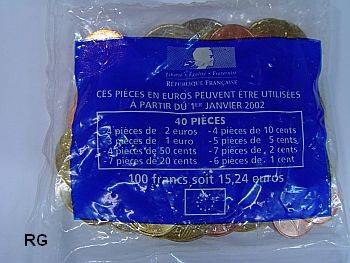 Liberté • Égalité • Fraternité
RÉPUBLIQUE FRANÇAISE
CES PIÈCES EN EUROS PEUVENT ÊTRE UTILISÉES
À PARTIR DU 1ER JANVIER 2002
40 PIÈCES
- 4 pièces de 2 euro - 4 pièces de 10 cents
- 3 pièces de 1 euro - 5 pièces de 5 cents
- 4 pièces de 50 cents - 7 pièces de 2 cents
- 7 pièces de 20 cents - 6 pièces de 1 cent
100 francs soit 15,24 euros
RG